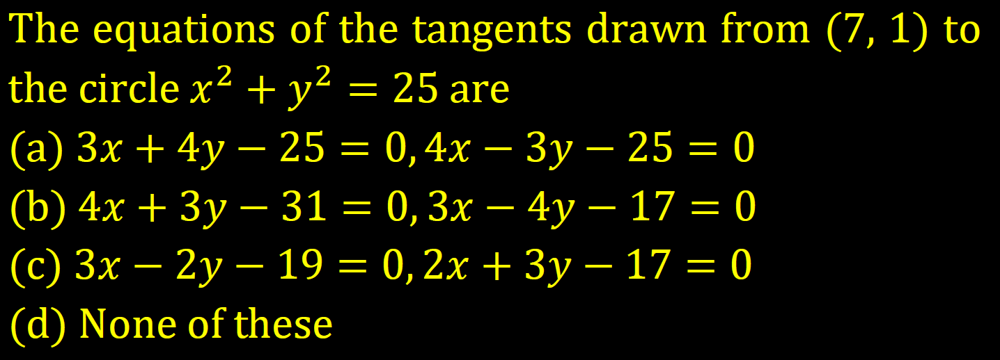 The equations of the tangents drawn from (7, 1) to
the circle x² + y² = 25 are
(a) 3x + 4y − 25 = 0, 4x − 3y − 25 = 0
(b) 4x + 3y − 31 = 0, 3x − 4y − 17 = 0
(c) 3x − 2y − 19 = 0, 2x + 3y − 17 = 0
(d) None of these